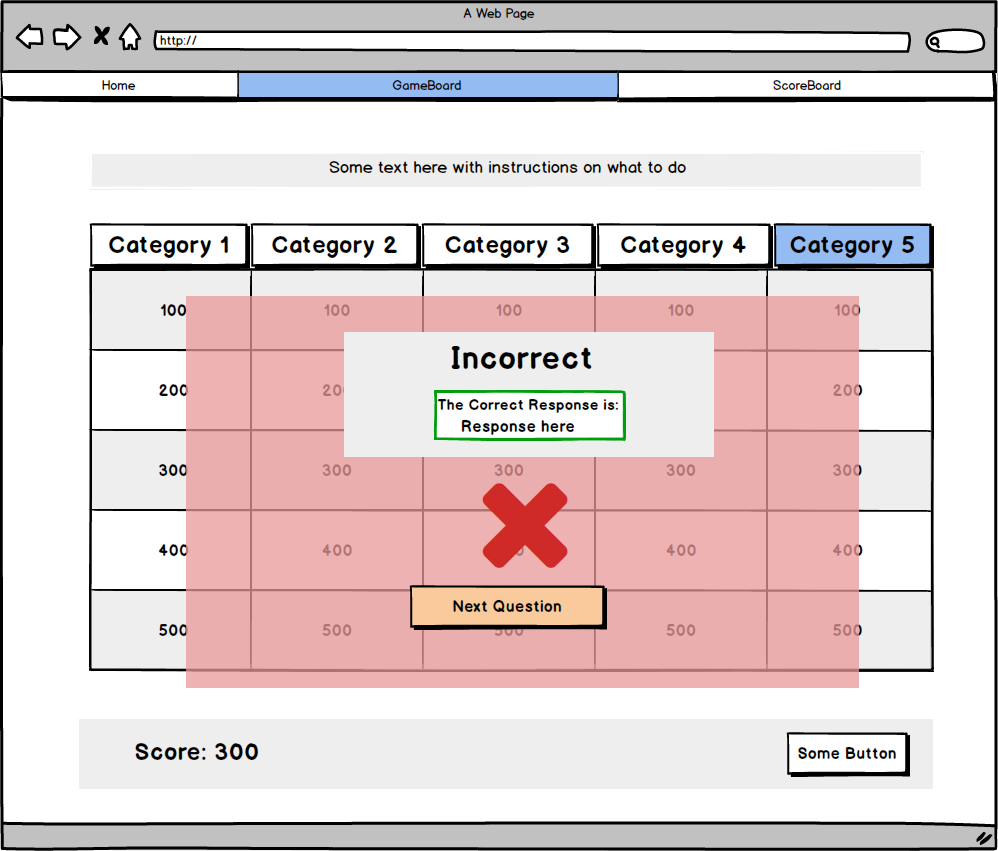 A Web Page
http://
Home GameBoard ScoreBoard
Some text here with instructions on what to do
Category 1 Category 2 Category 3 Category 4 Category 5
100 100 100 100 100
Incorrect
200 20 200
The Correct Response is:
Response here
300 300 300 300 300
400 400 400 400
Next Question
500 500 500 500 500
Score: 300
Some Button